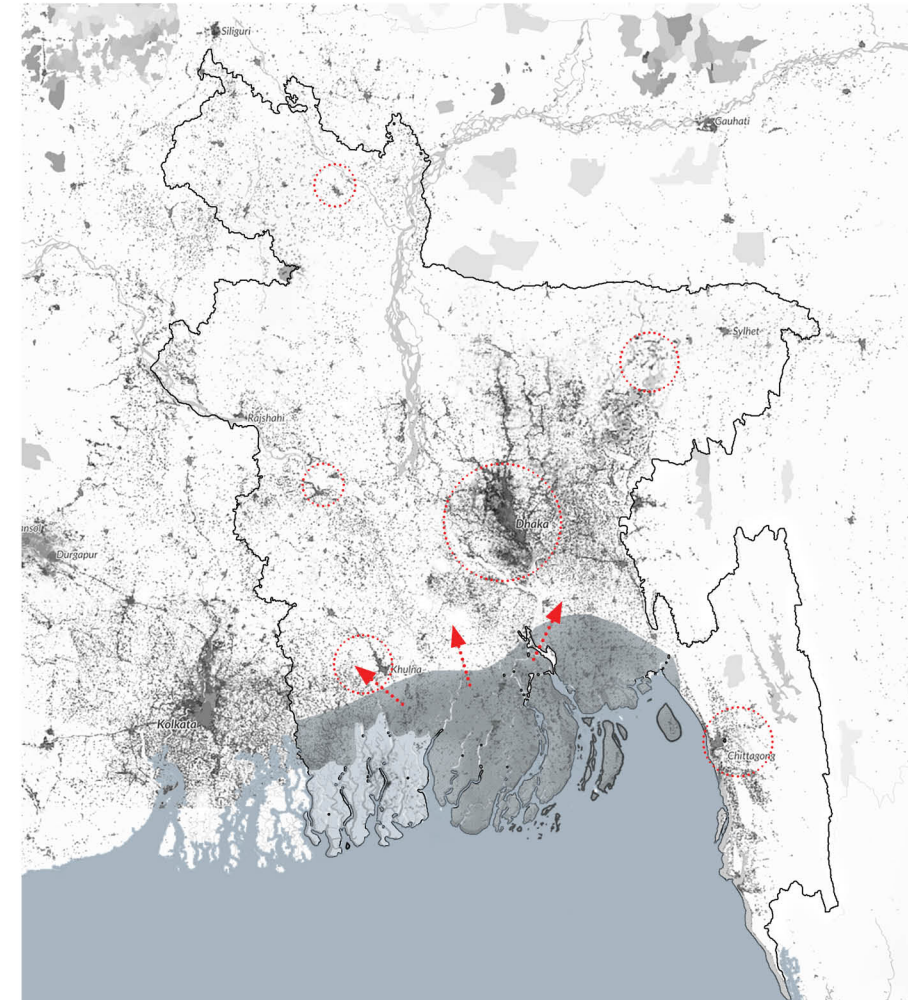 Siliguri
Gauhati
Sylhet
Rajshahi
Dhaka
Durgapur
Khulna
Kolkata
Chittagong